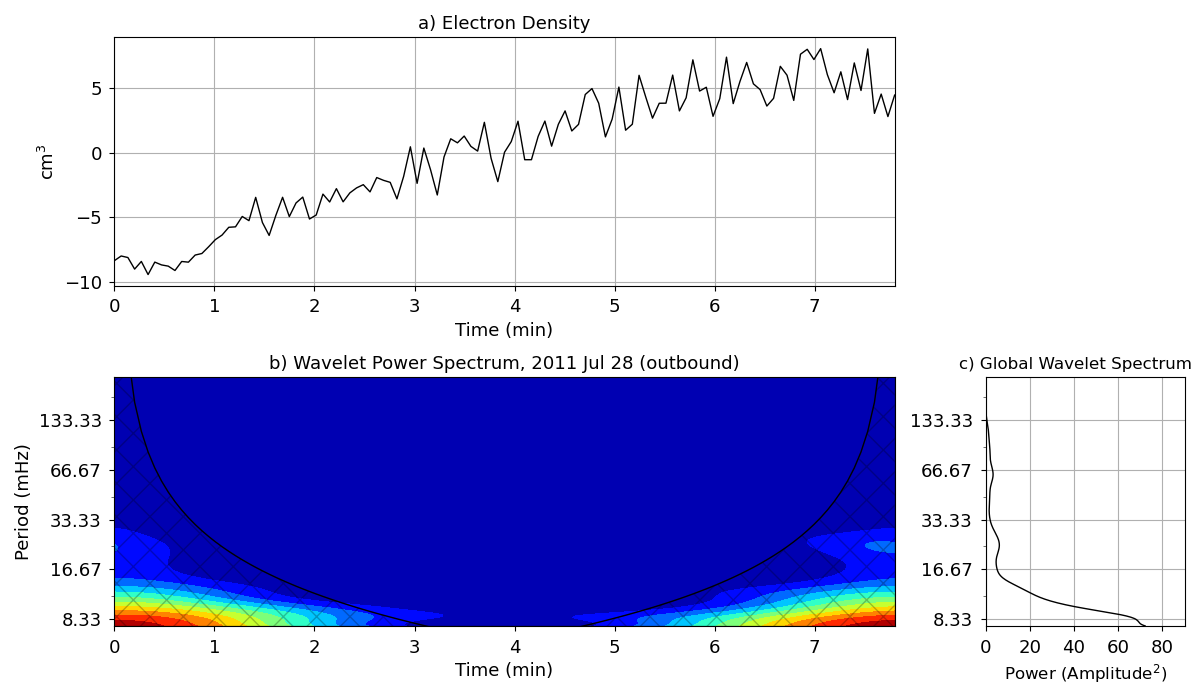 a) Electron Density
cm³
5
0
−5
−10
0 1 2 3 4 5 6 7
Time (min)
b) Wavelet Power Spectrum, 2011 Jul 28 (outbound)
Period (mHz)
133.33
66.67
33.33
16.67
8.33
0 1 2 3 4 5 6 7
Time (min)
c) Global Wavelet Spectrum
133.33
66.67
33.33
16.67
8.33
0 20 40 60 80
Power (Amplitude²)